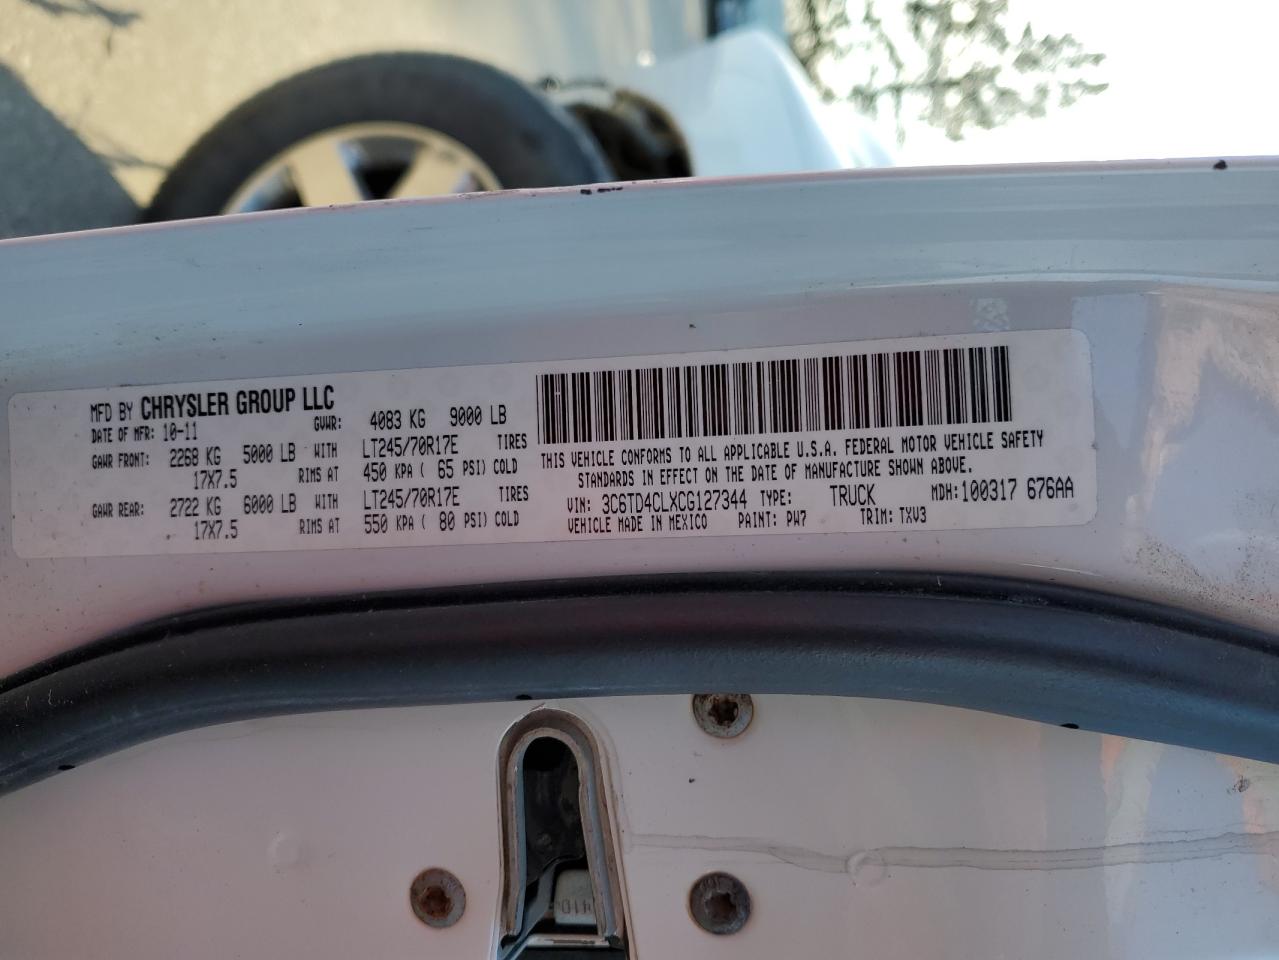 MFD BY CHRYSLER GROUP LLC
DATE OF MFR: 10-11 GVWR: 4083 KG 9000 LB
GAWR FRONT: 2268 KG 5000 LB WITH LT245/70R17E TIRES
17X7.5 RIMS AT 450 KPA ( 65 PSI) COLD
GAWR REAR: 2722 KG 6000 LB WITH LT245/70R17E TIRES
17X7.5 RIMS AT 550 KPA ( 80 PSI) COLD
THIS VEHICLE CONFORMS TO ALL APPLICABLE U.S.A. FEDERAL MOTOR VEHICLE SAFETY
STANDARDS IN EFFECT ON THE DATE OF MANUFACTURE SHOWN ABOVE.
VIN: 3C6TD4CLXCG127344 TYPE: TRUCK MDH: 100317 676AA
VEHICLE MADE IN MEXICO PAINT: PW7 TRIM: TXV3